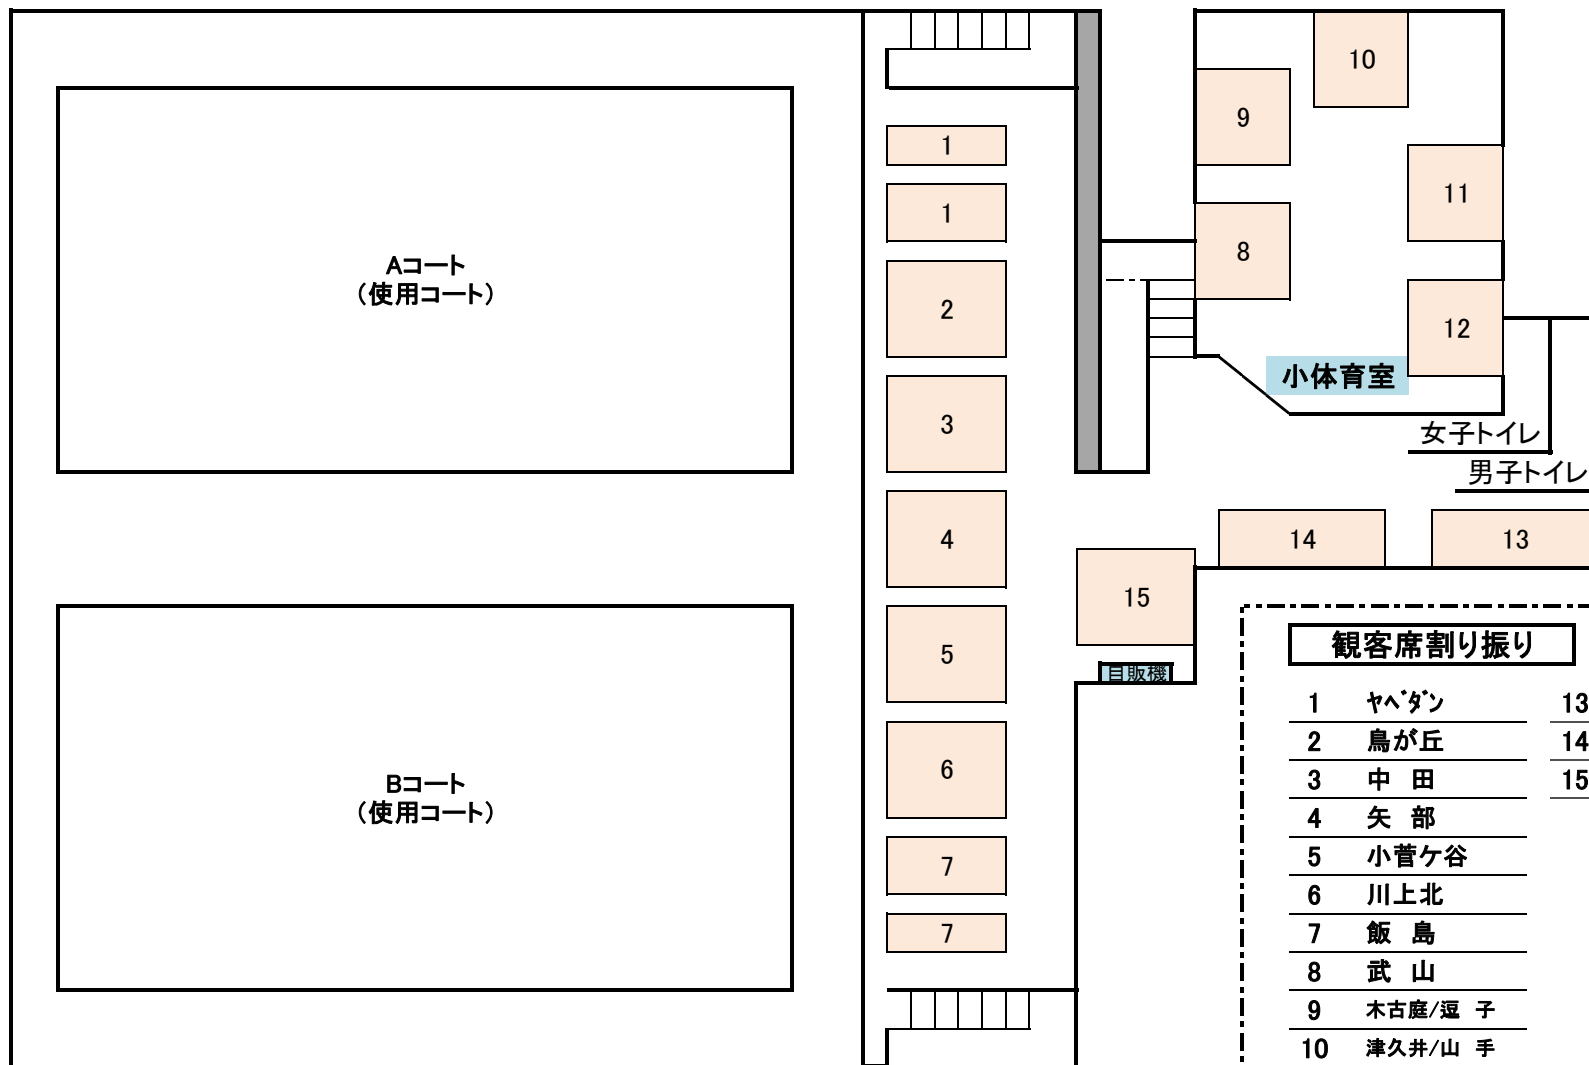 10
9
1
11
1
8
Aコート
(使用コート)
2
12
小体育室
3
女子トイレ
男子トイレ
4
14
13
15
5
自販機
6
Bコート
(使用コート)
7
7
観客席割り振り
1 ヤベダン 13
2 鳥が丘 14
3 中 田 15
4 矢 部
5 小菅ケ谷
6 川上北
7 飯 島
8 武 山
9 木古庭/逗 子
10 津久井/山 手